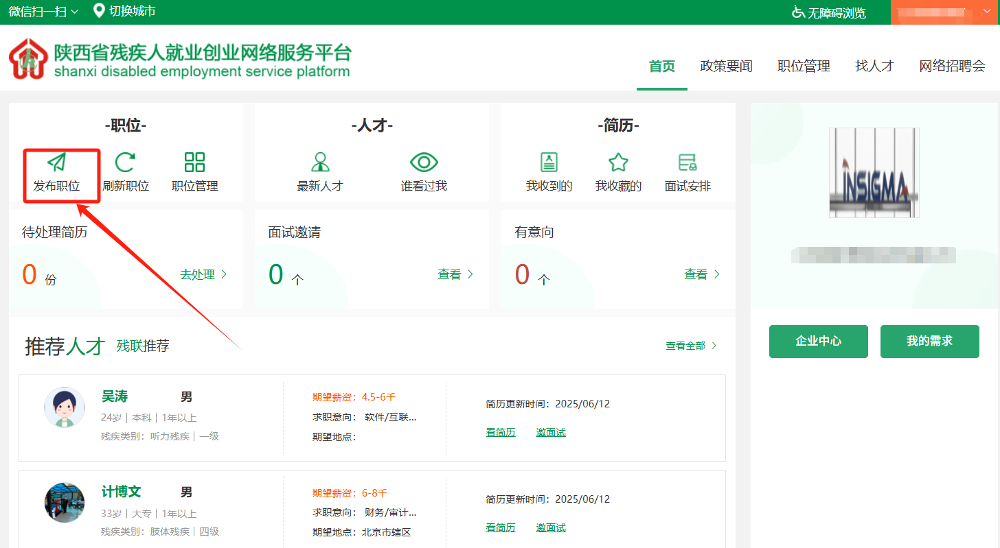 微信扫一扫 切换城市 无障碍浏览
陕西省残疾人就业创业网络服务平台
shanxi disabled employment service platform
首页 政策要闻 职位管理 找人才 网络招聘会
-职位-
发布职位 刷新职位 职位管理
-人才-
最新人才 谁看过我
-简历-
我收到的 我收藏的 面试安排
INSIGMA
待处理简历
0 份 去处理
面试邀请
0 个 查看
有意向
0 个 查看
企业中心 我的需求
推荐人才 残联推荐 查看全部
吴涛 男
24岁 | 本科 | 1年以上
残疾类别：听力残疾 | 一级
期望薪资：4.5-6千
求职意向： 软件/互联...
期望地点：
简历更新时间：2025/06/12
看简历 邀面试
计博文 男
33岁 | 大专 | 1年以上
残疾类别：肢体残疾 | 四级
期望薪资：6-8千
求职意向： 财务/审计...
期望地点：北京市辖区
简历更新时间：2025/06/12
看简历 邀面试